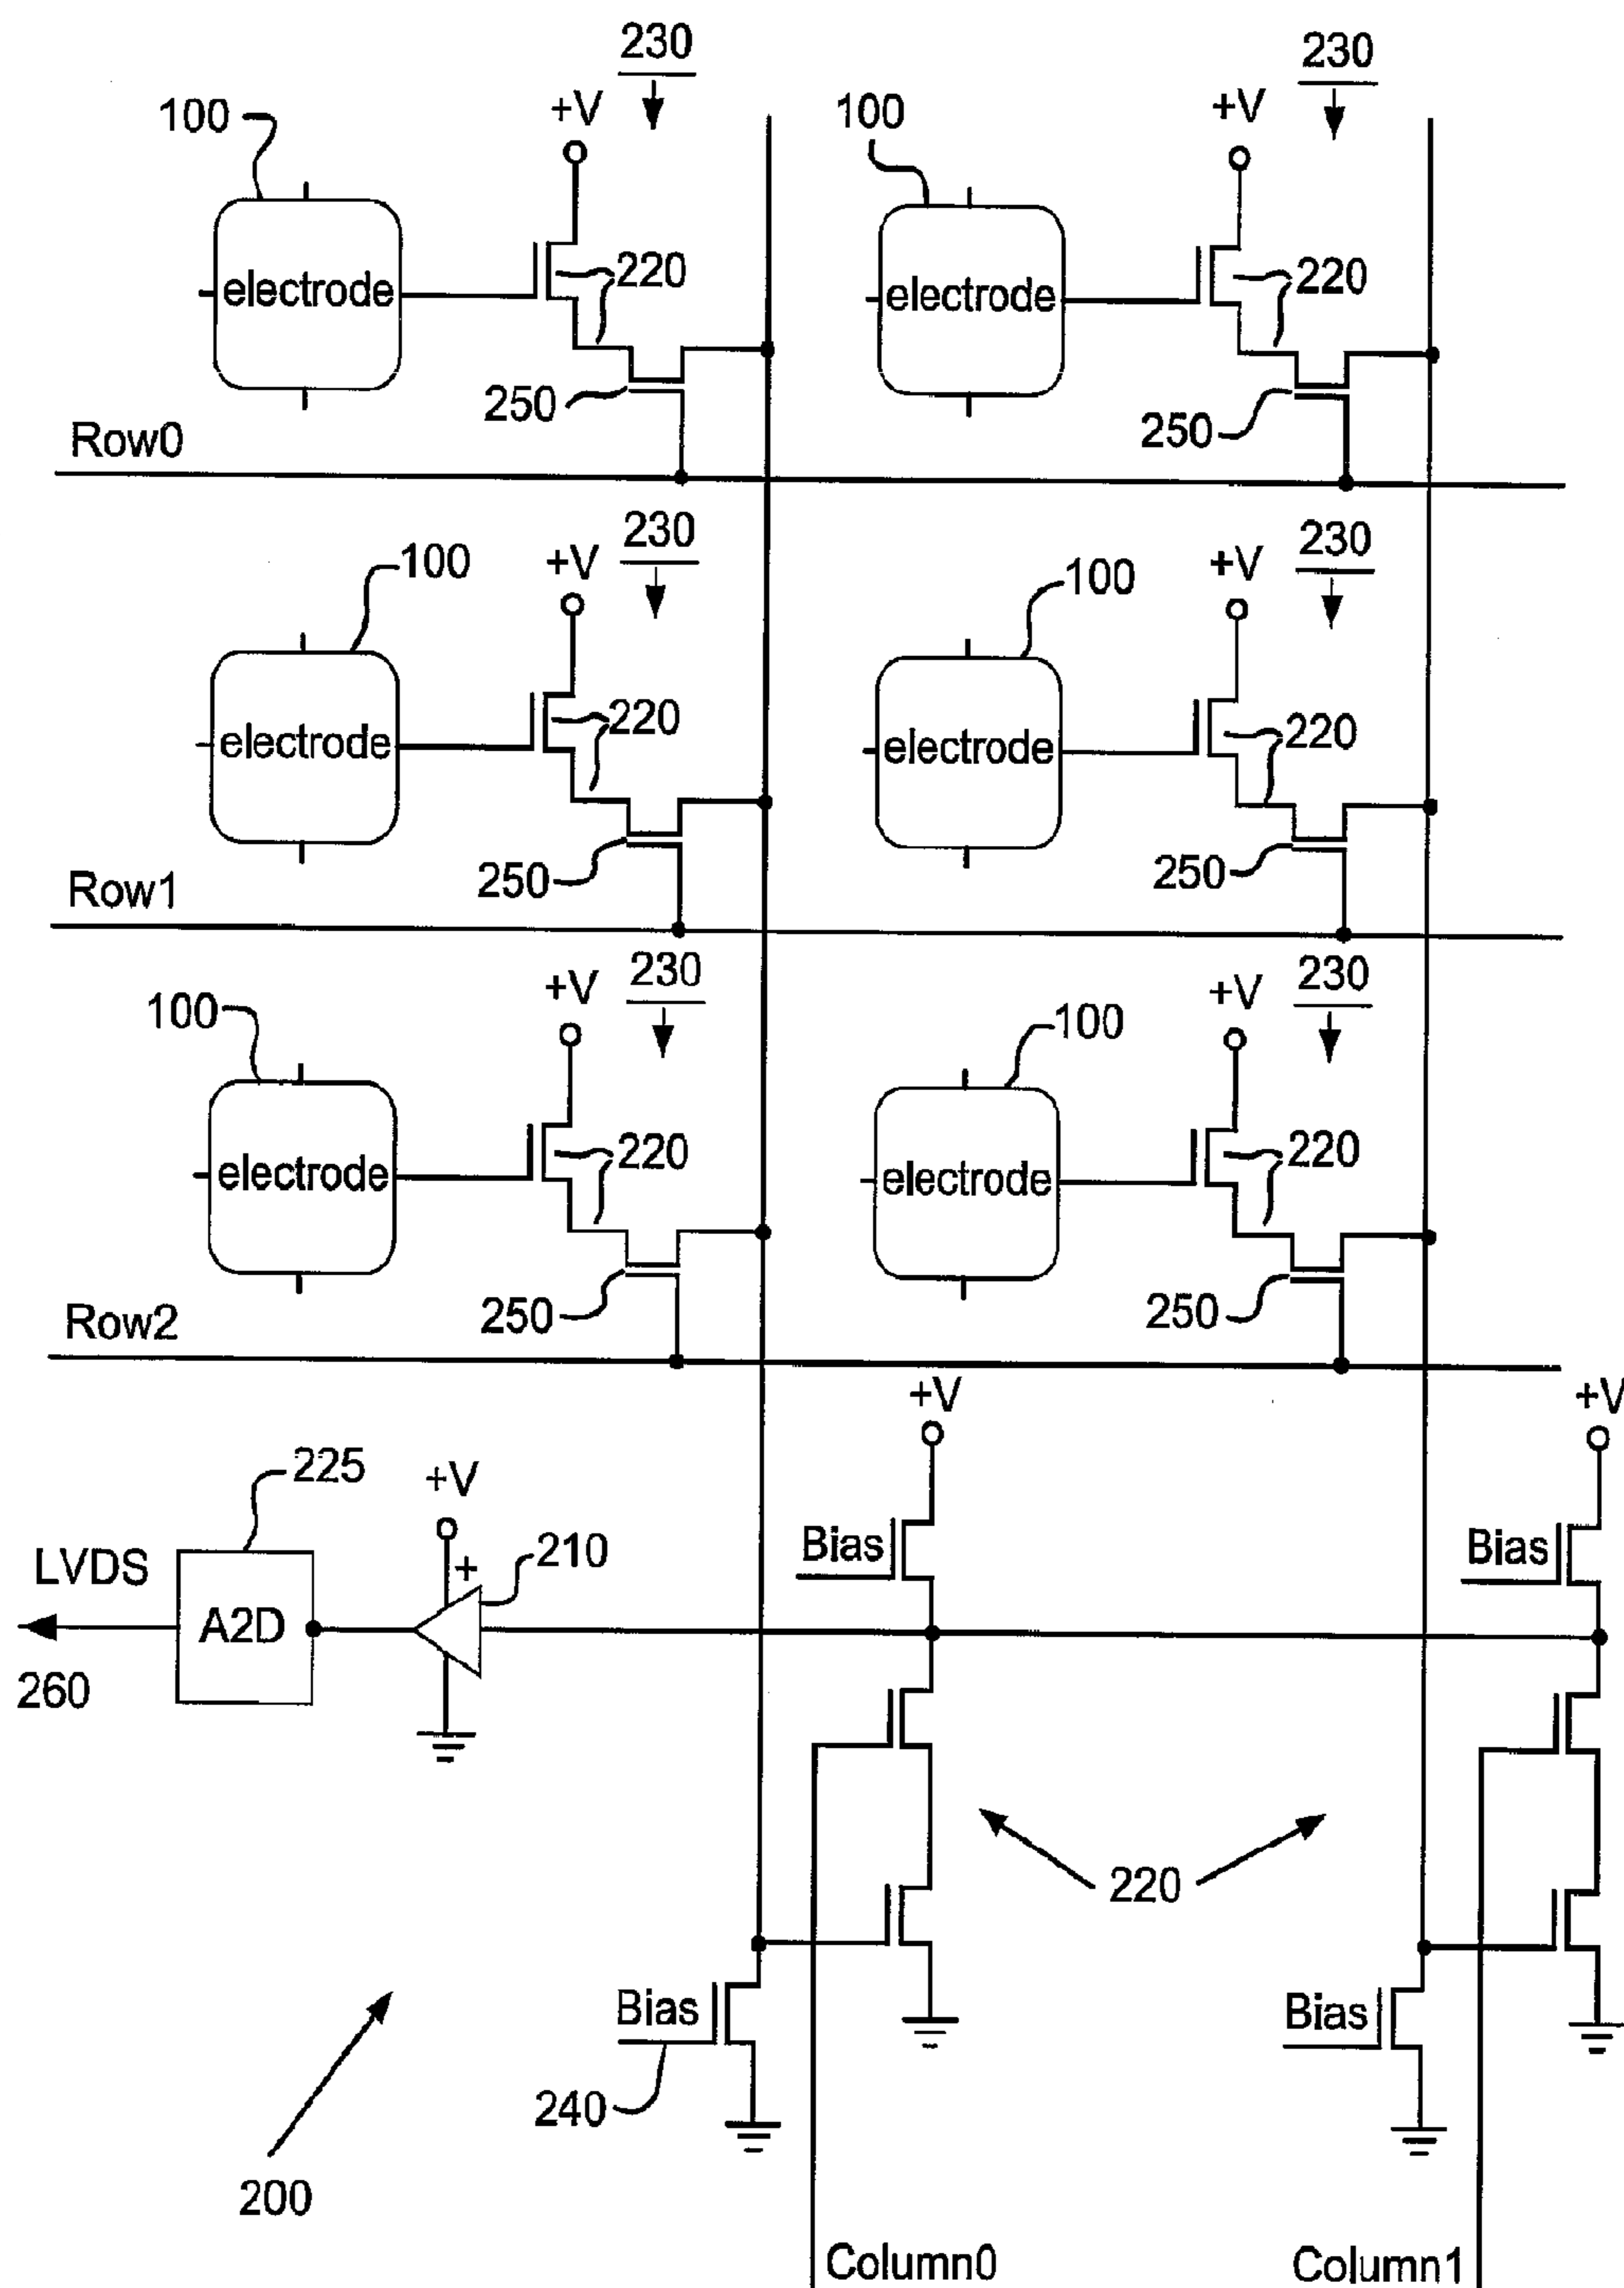 230
230
+V
+V
100
100
electrode
220
electrode
220
250
250
Row0
230
230
+V
+V
100
100
electrode
220
electrode
220
250
250
Row1
230
230
+V
+V
100
100
electrode
220
electrode
220
250
250
Row2
+V
+V
225
+V
LVDS
A2D
+
210
Bias
Bias
260
220
Bias
Bias
240
200
Column0
Column1